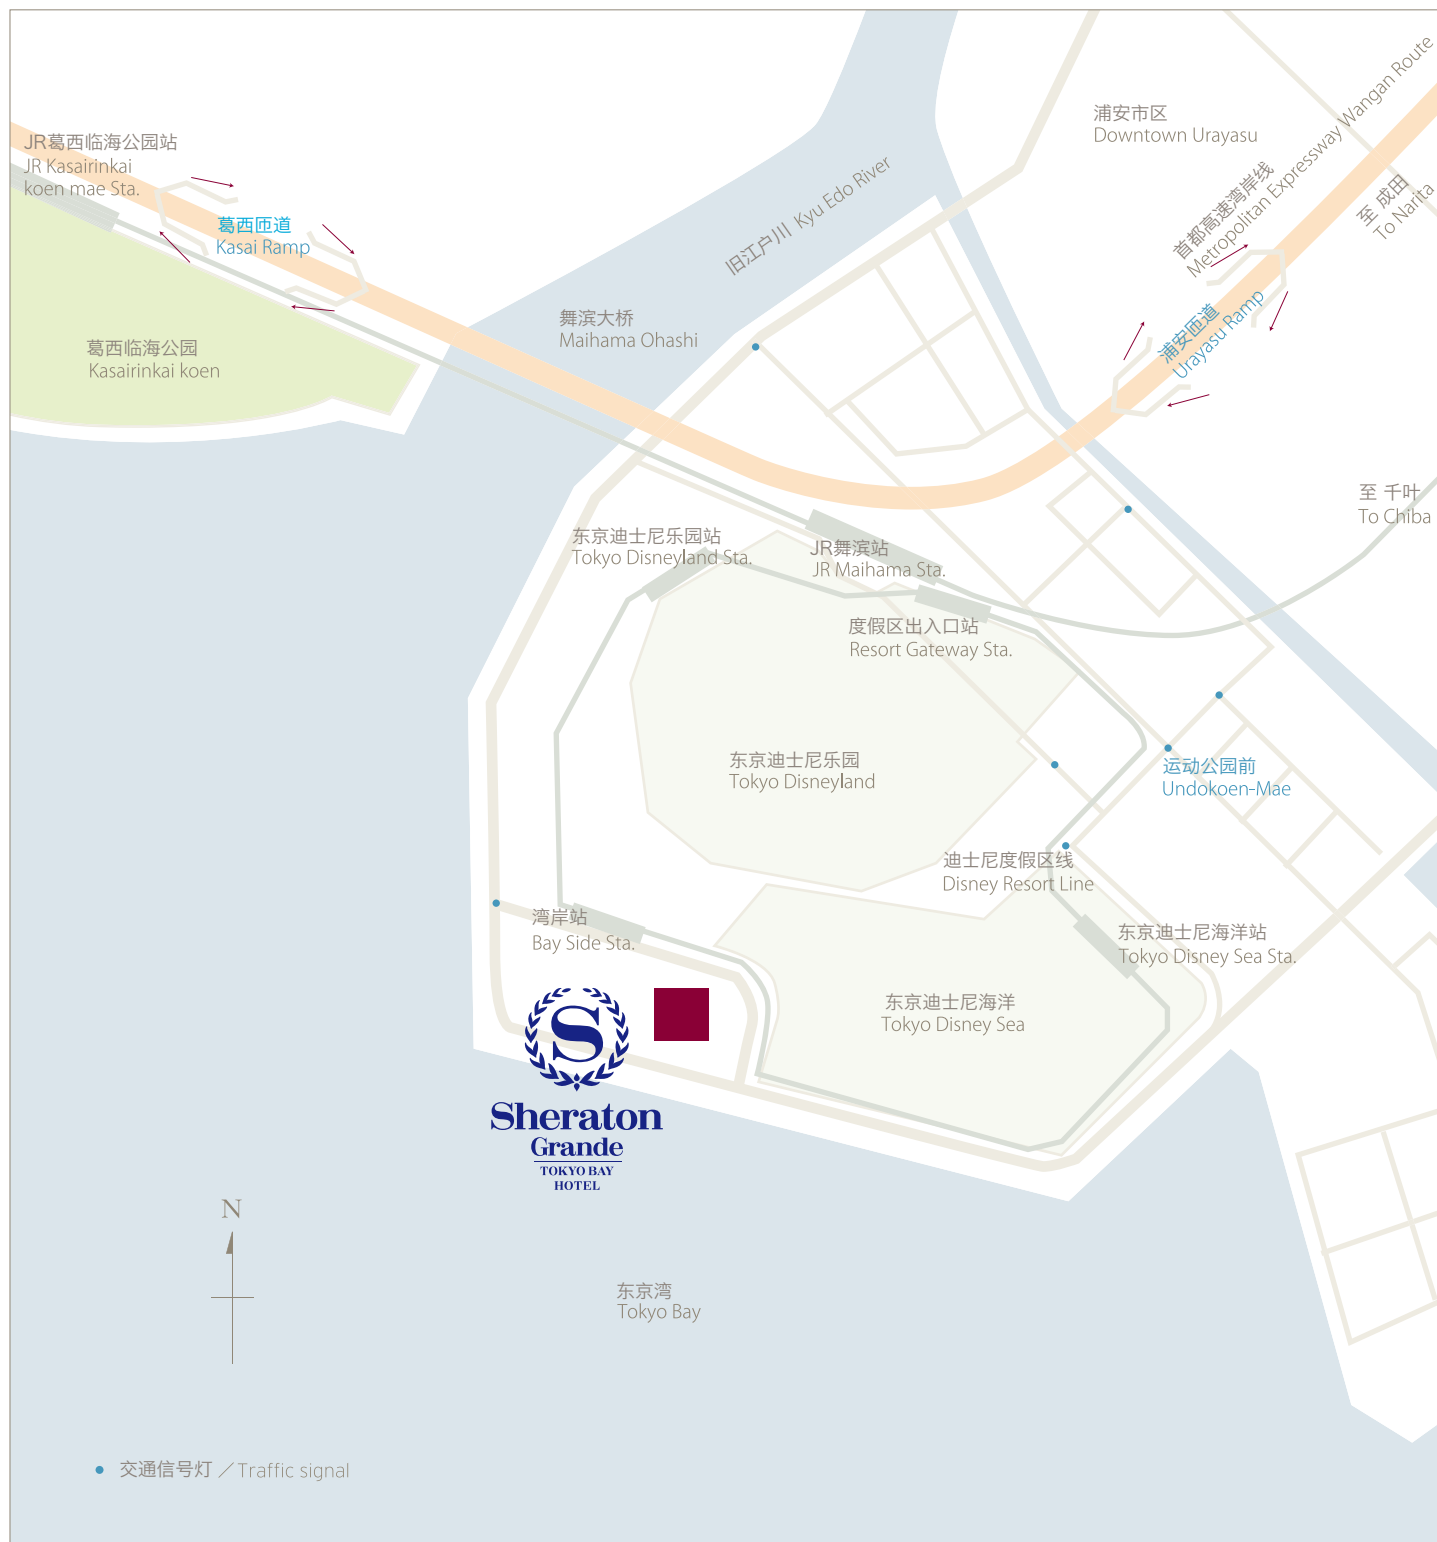 浦安市区
Downtown Urayasu
JR葛西临海公园站
JR Kasairinkai
koen mae Sta.
葛西匝道
Kasai Ramp
旧江户川 Kyu Edo River
首都高速湾岸线
Metropolitan Expressway Wangan Route
至 成田
To Narita
舞滨大桥
Maihama Ohashi
浦安匝道
Urayasu Ramp
葛西临海公园
Kasairinkai koen
至 千叶
To Chiba
东京迪士尼乐园站
Tokyo Disneyland Sta.
JR舞滨站
JR Maihama Sta.
度假区出入口站
Resort Gateway Sta.
东京迪士尼乐园
Tokyo Disneyland
运动公园前
Undokoen-Mae
迪士尼度假区线
Disney Resort Line
湾岸站
Bay Side Sta.
东京迪士尼海洋站
Tokyo Disney Sea Sta.
东京迪士尼海洋
Tokyo Disney Sea
S
Sheraton
Grande
TOKYO BAY
HOTEL
N
东京湾
Tokyo Bay
交通信号灯 ／Traffic signal